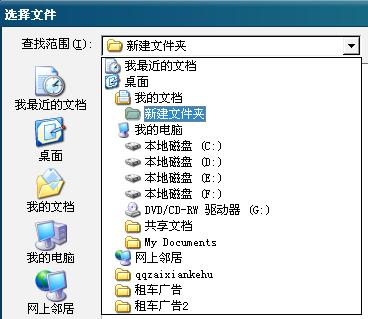 选择文件
查找范围(I):
新建文件夹
我最近的文档
桌面
我的文档
新建文件夹
我的电脑
本地磁盘 (C:)
本地磁盘 (D:)
本地磁盘 (E:)
本地磁盘 (F:)
DVD/CD-RW 驱动器 (G:)
共享文档
My Documents
网上邻居
qqzaixiankehu
租车广告
租车广告2
我最近的文档
桌面
我的文档
我的电脑
网上邻居